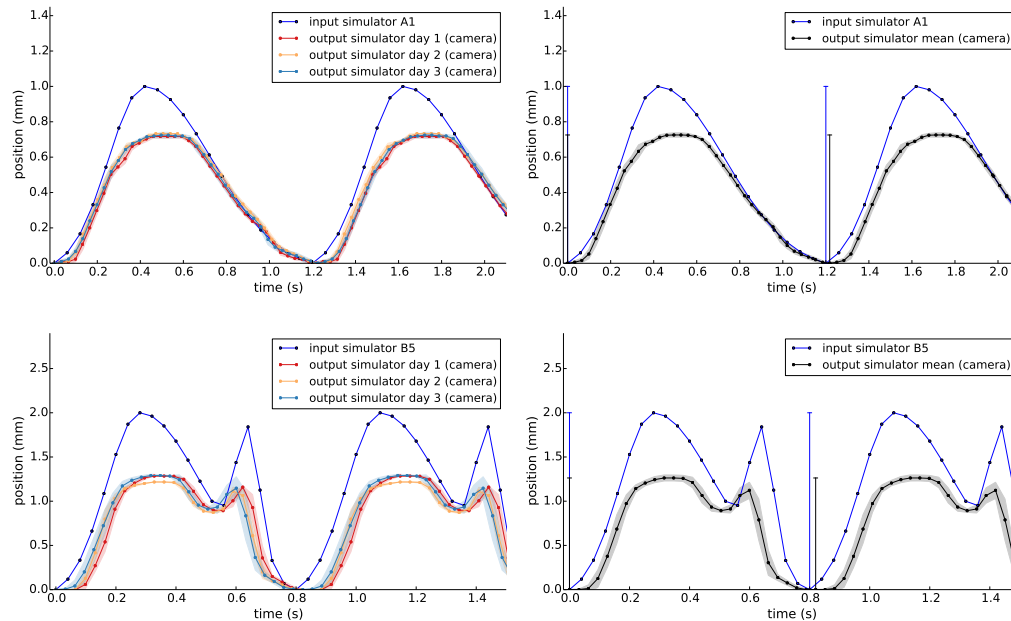 input simulator A1
output simulator day 1 (camera)
output simulator day 2 (camera)
output simulator day 3 (camera)
position (mm)
1.4
1.2
1.0
0.8
0.6
0.4
0.2
0.0
0.0 0.2 0.4 0.6 0.8 1.0 1.2 1.4 1.6 1.8 2.0
time (s)
input simulator A1
output simulator mean (camera)
position (mm)
1.4
1.2
1.0
0.8
0.6
0.4
0.2
0.0
0.0 0.2 0.4 0.6 0.8 1.0 1.2 1.4 1.6 1.8 2.0
time (s)
input simulator B5
output simulator day 1 (camera)
output simulator day 2 (camera)
output simulator day 3 (camera)
position (mm)
2.5
2.0
1.5
1.0
0.5
0.0
0.0 0.2 0.4 0.6 0.8 1.0 1.2 1.4
time (s)
input simulator B5
output simulator mean (camera)
position (mm)
2.5
2.0
1.5
1.0
0.5
0.0
0.0 0.2 0.4 0.6 0.8 1.0 1.2 1.4
time (s)